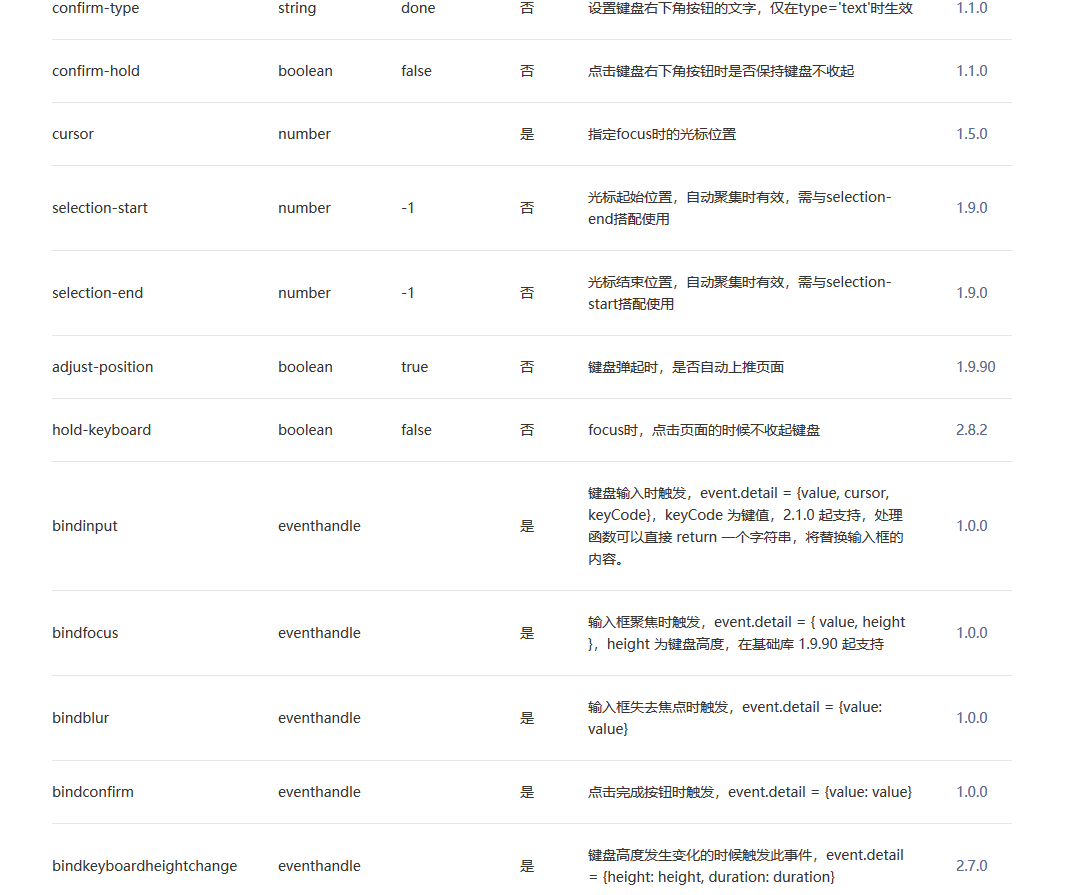 confirm-type string done 否 设置键盘右下角按钮的文字，仅在type='text'时生效 1.1.0
confirm-hold boolean false 否 点击键盘右下角按钮时是否保持键盘不收起 1.1.0
cursor number 是 指定focus时的光标位置 1.5.0
selection-start number -1 否 光标起始位置，自动聚集时有效，需与selection-
end搭配使用 1.9.0
selection-end number -1 否 光标结束位置，自动聚集时有效，需与selection-
start搭配使用 1.9.0
adjust-position boolean true 否 键盘弹起时，是否自动上推页面 1.9.90
hold-keyboard boolean false 否 focus时，点击页面的时候不收起键盘 2.8.2
bindinput eventhandle 是 键盘输入时触发，event.detail = {value, cursor,
keyCode}，keyCode 为键值，2.1.0 起支持，处理
函数可以直接 return 一个字符串，将替换输入框的
内容。 1.0.0
bindfocus eventhandle 是 输入框聚焦时触发，event.detail = { value, height
}，height 为键盘高度，在基础库 1.9.90 起支持 1.0.0
bindblur eventhandle 是 输入框失去焦点时触发，event.detail = {value:
value} 1.0.0
bindconfirm eventhandle 是 点击完成按钮时触发，event.detail = {value: value} 1.0.0
bindkeyboardheightchange eventhandle 是 键盘高度发生变化的时候触发此事件，event.detail
= {height: height, duration: duration} 2.7.0